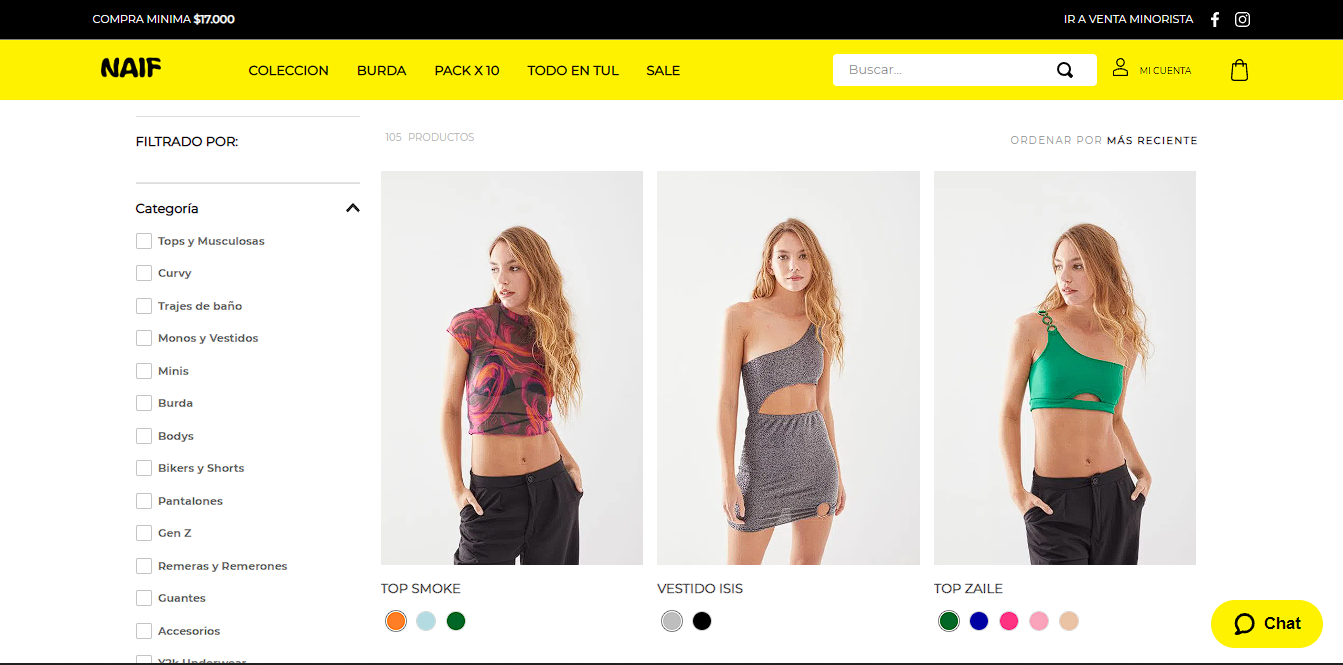 COMPRA MINIMA $17.000
IR A VENTA MINORISTA
NAIF
COLECCION
BURDA
PACK X 10
TODO EN TUL
SALE
Buscar...
MI CUENTA
FILTRADO POR:
105 PRODUCTOS
ORDENAR POR MÁS RECIENTE
Categoría
Tops y Musculosas
Curvy
Trajes de baño
Monos y Vestidos
Minis
Burda
Bodys
Bikers y Shorts
Pantalones
Gen Z
Remeras y Remerones
Guantes
Accesorios
Y2k Underwear
TOP SMOKE
VESTIDO ISIS
TOP ZAILE
Chat